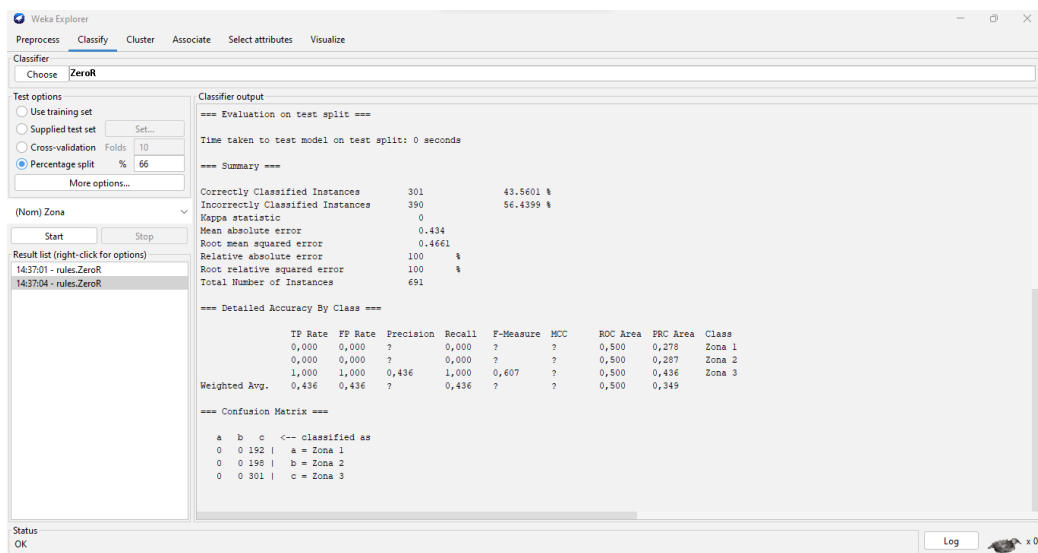 Weka Explorer
Preprocess Classify Cluster Associate Select attributes Visualize
Classifier
Choose ZeroR
Test options
Use training set
Supplied test set Set...
Cross-validation Folds 10
Percentage split % 66
More options...
(Nom) Zona
Start Stop
Result list (right-click for options)
14:37:01 - rules.ZeroR
14:37:04 - rules.ZeroR
Classifier output
=== Evaluation on test split ===
Time taken to test model on test split: 0 seconds
=== Summary ===
Correctly Classified Instances 301 43.5601 %
Incorrectly Classified Instances 390 56.4399 %
Kappa statistic 0
Mean absolute error 0.434
Root mean squared error 0.4661
Relative absolute error 100 %
Root relative squared error 100 %
Total Number of Instances 691
=== Detailed Accuracy By Class ===
TP Rate FP Rate Precision Recall F-Measure MCC ROC Area PRC Area Class
0,000 0,000 ? 0,000 ? ? 0,500 0,278 Zona 1
0,000 0,000 ? 0,000 ? ? 0,500 0,287 Zona 2
1,000 1,000 0,436 1,000 0,607 ? 0,500 0,436 Zona 3
Weighted Avg. 0,436 0,436 ? 0,436 ? ? 0,500 0,349
=== Confusion Matrix ===
a b c <-- classified as
0 0 192 | a = Zona 1
0 0 198 | b = Zona 2
0 0 301 | c = Zona 3
Status
OK
Log x 0